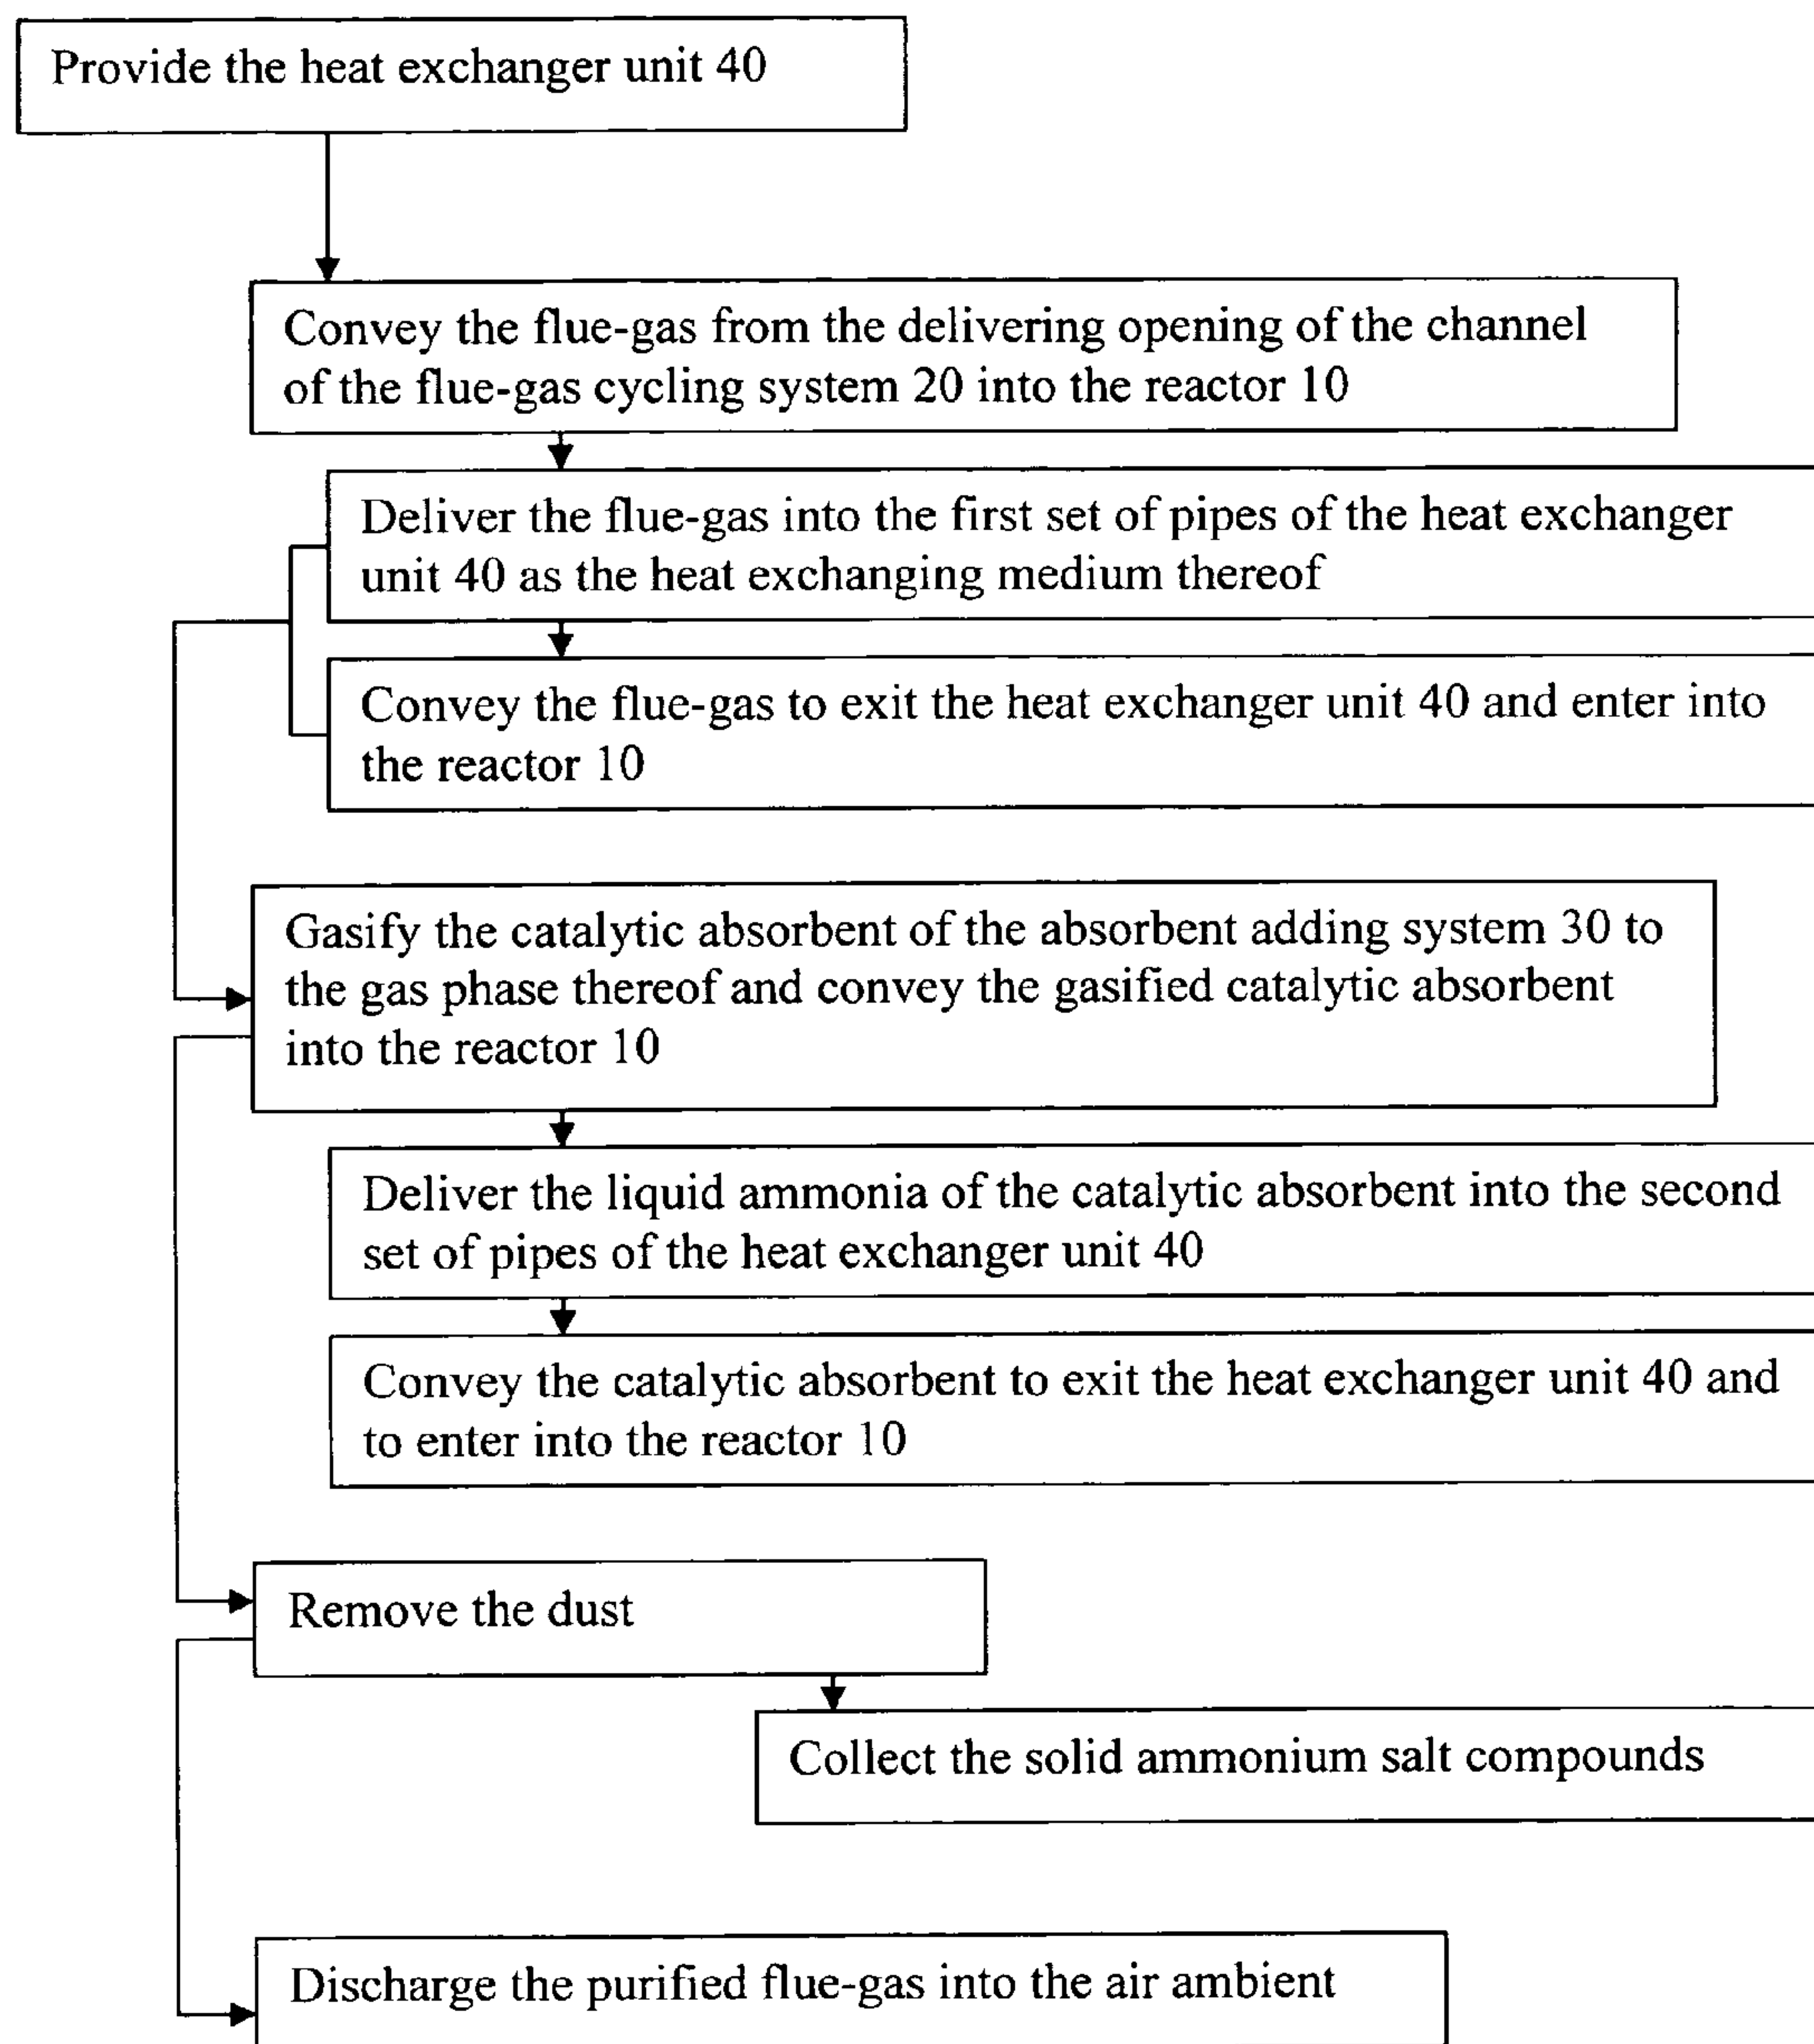 Provide the heat exchanger unit 40
Convey the flue-gas from the delivering opening of the channel
of the flue-gas cycling system 20 into the reactor 10
Deliver the flue-gas into the first set of pipes of the heat exchanger
unit 40 as the heat exchanging medium thereof
Convey the flue-gas to exit the heat exchanger unit 40 and enter into
the reactor 10
Gasify the catalytic absorbent of the absorbent adding system 30 to
the gas phase thereof and convey the gasified catalytic absorbent
into the reactor 10
Deliver the liquid ammonia of the catalytic absorbent into the second
set of pipes of the heat exchanger unit 40
Convey the catalytic absorbent to exit the heat exchanger unit 40 and
to enter into the reactor 10
Remove the dust
Collect the solid ammonium salt compounds
Discharge the purified flue-gas into the air ambient